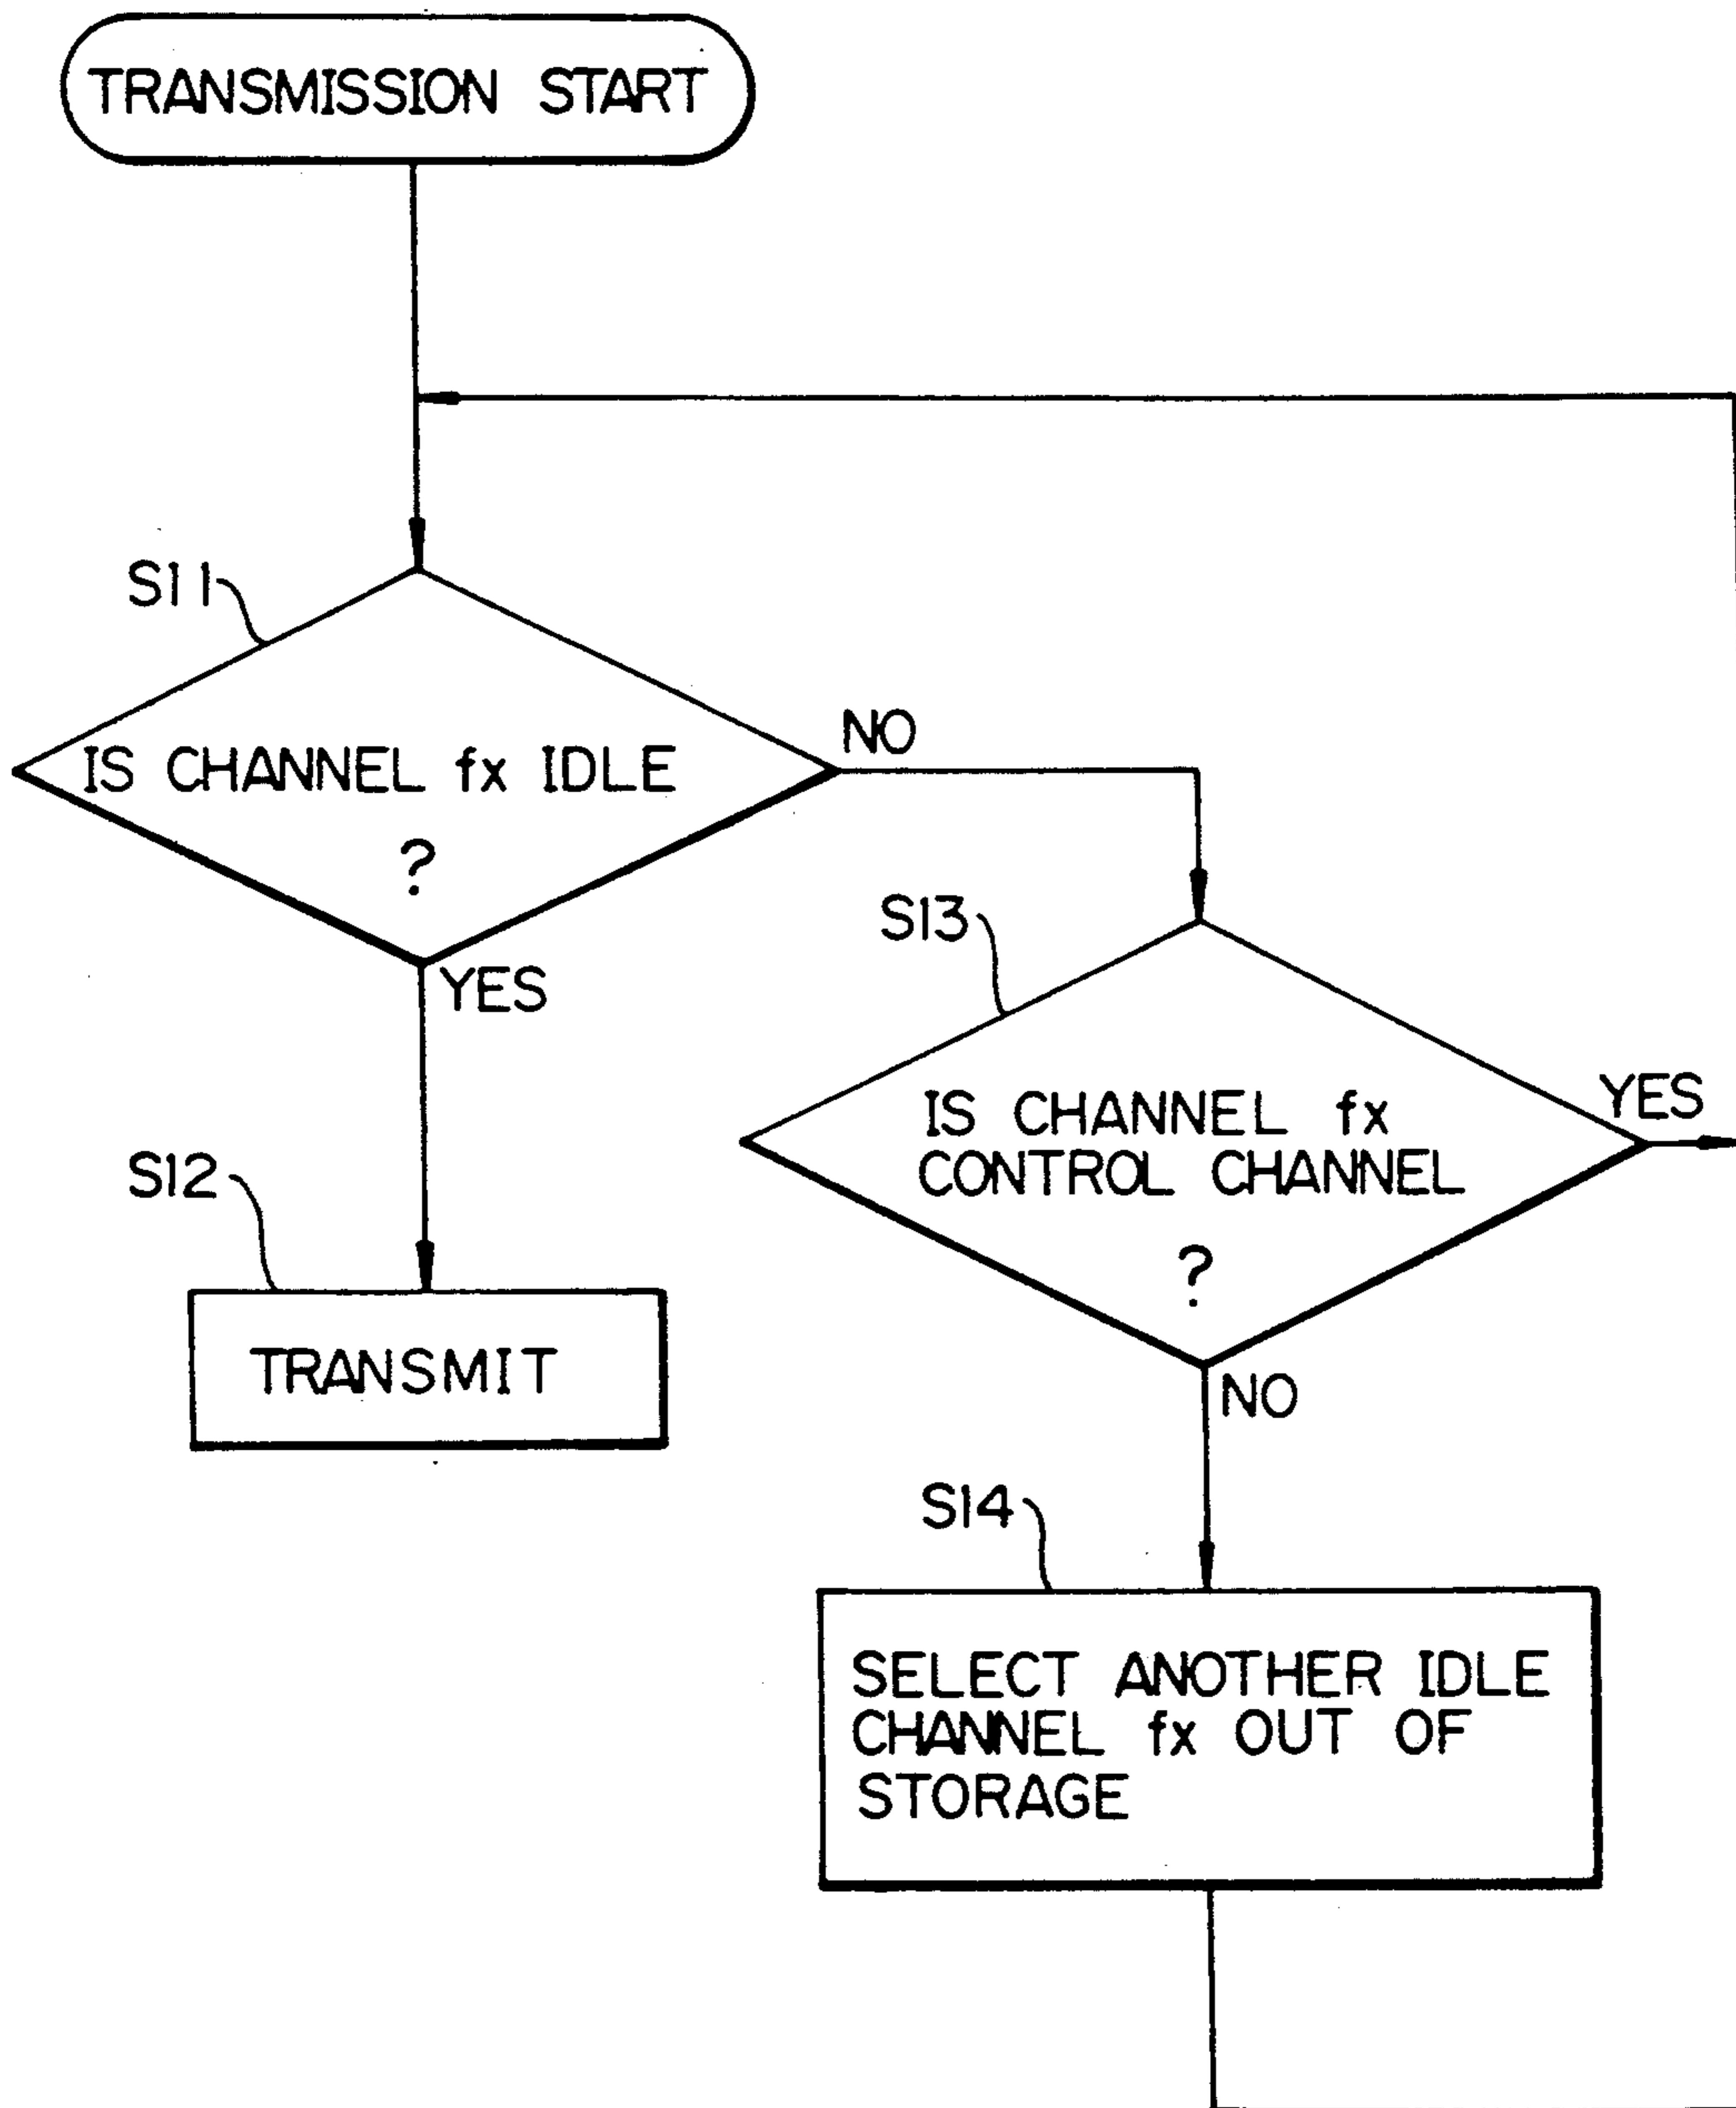 TRANSMISSION START
S11
IS CHANNEL fx IDLE
?
NO
YES
S13
IS CHANNEL fx
CONTROL CHANNEL
?
YES
NO
S12
TRANSMIT
S14
SELECT ANOTHER IDLE
CHANNEL fx OUT OF
STORAGE